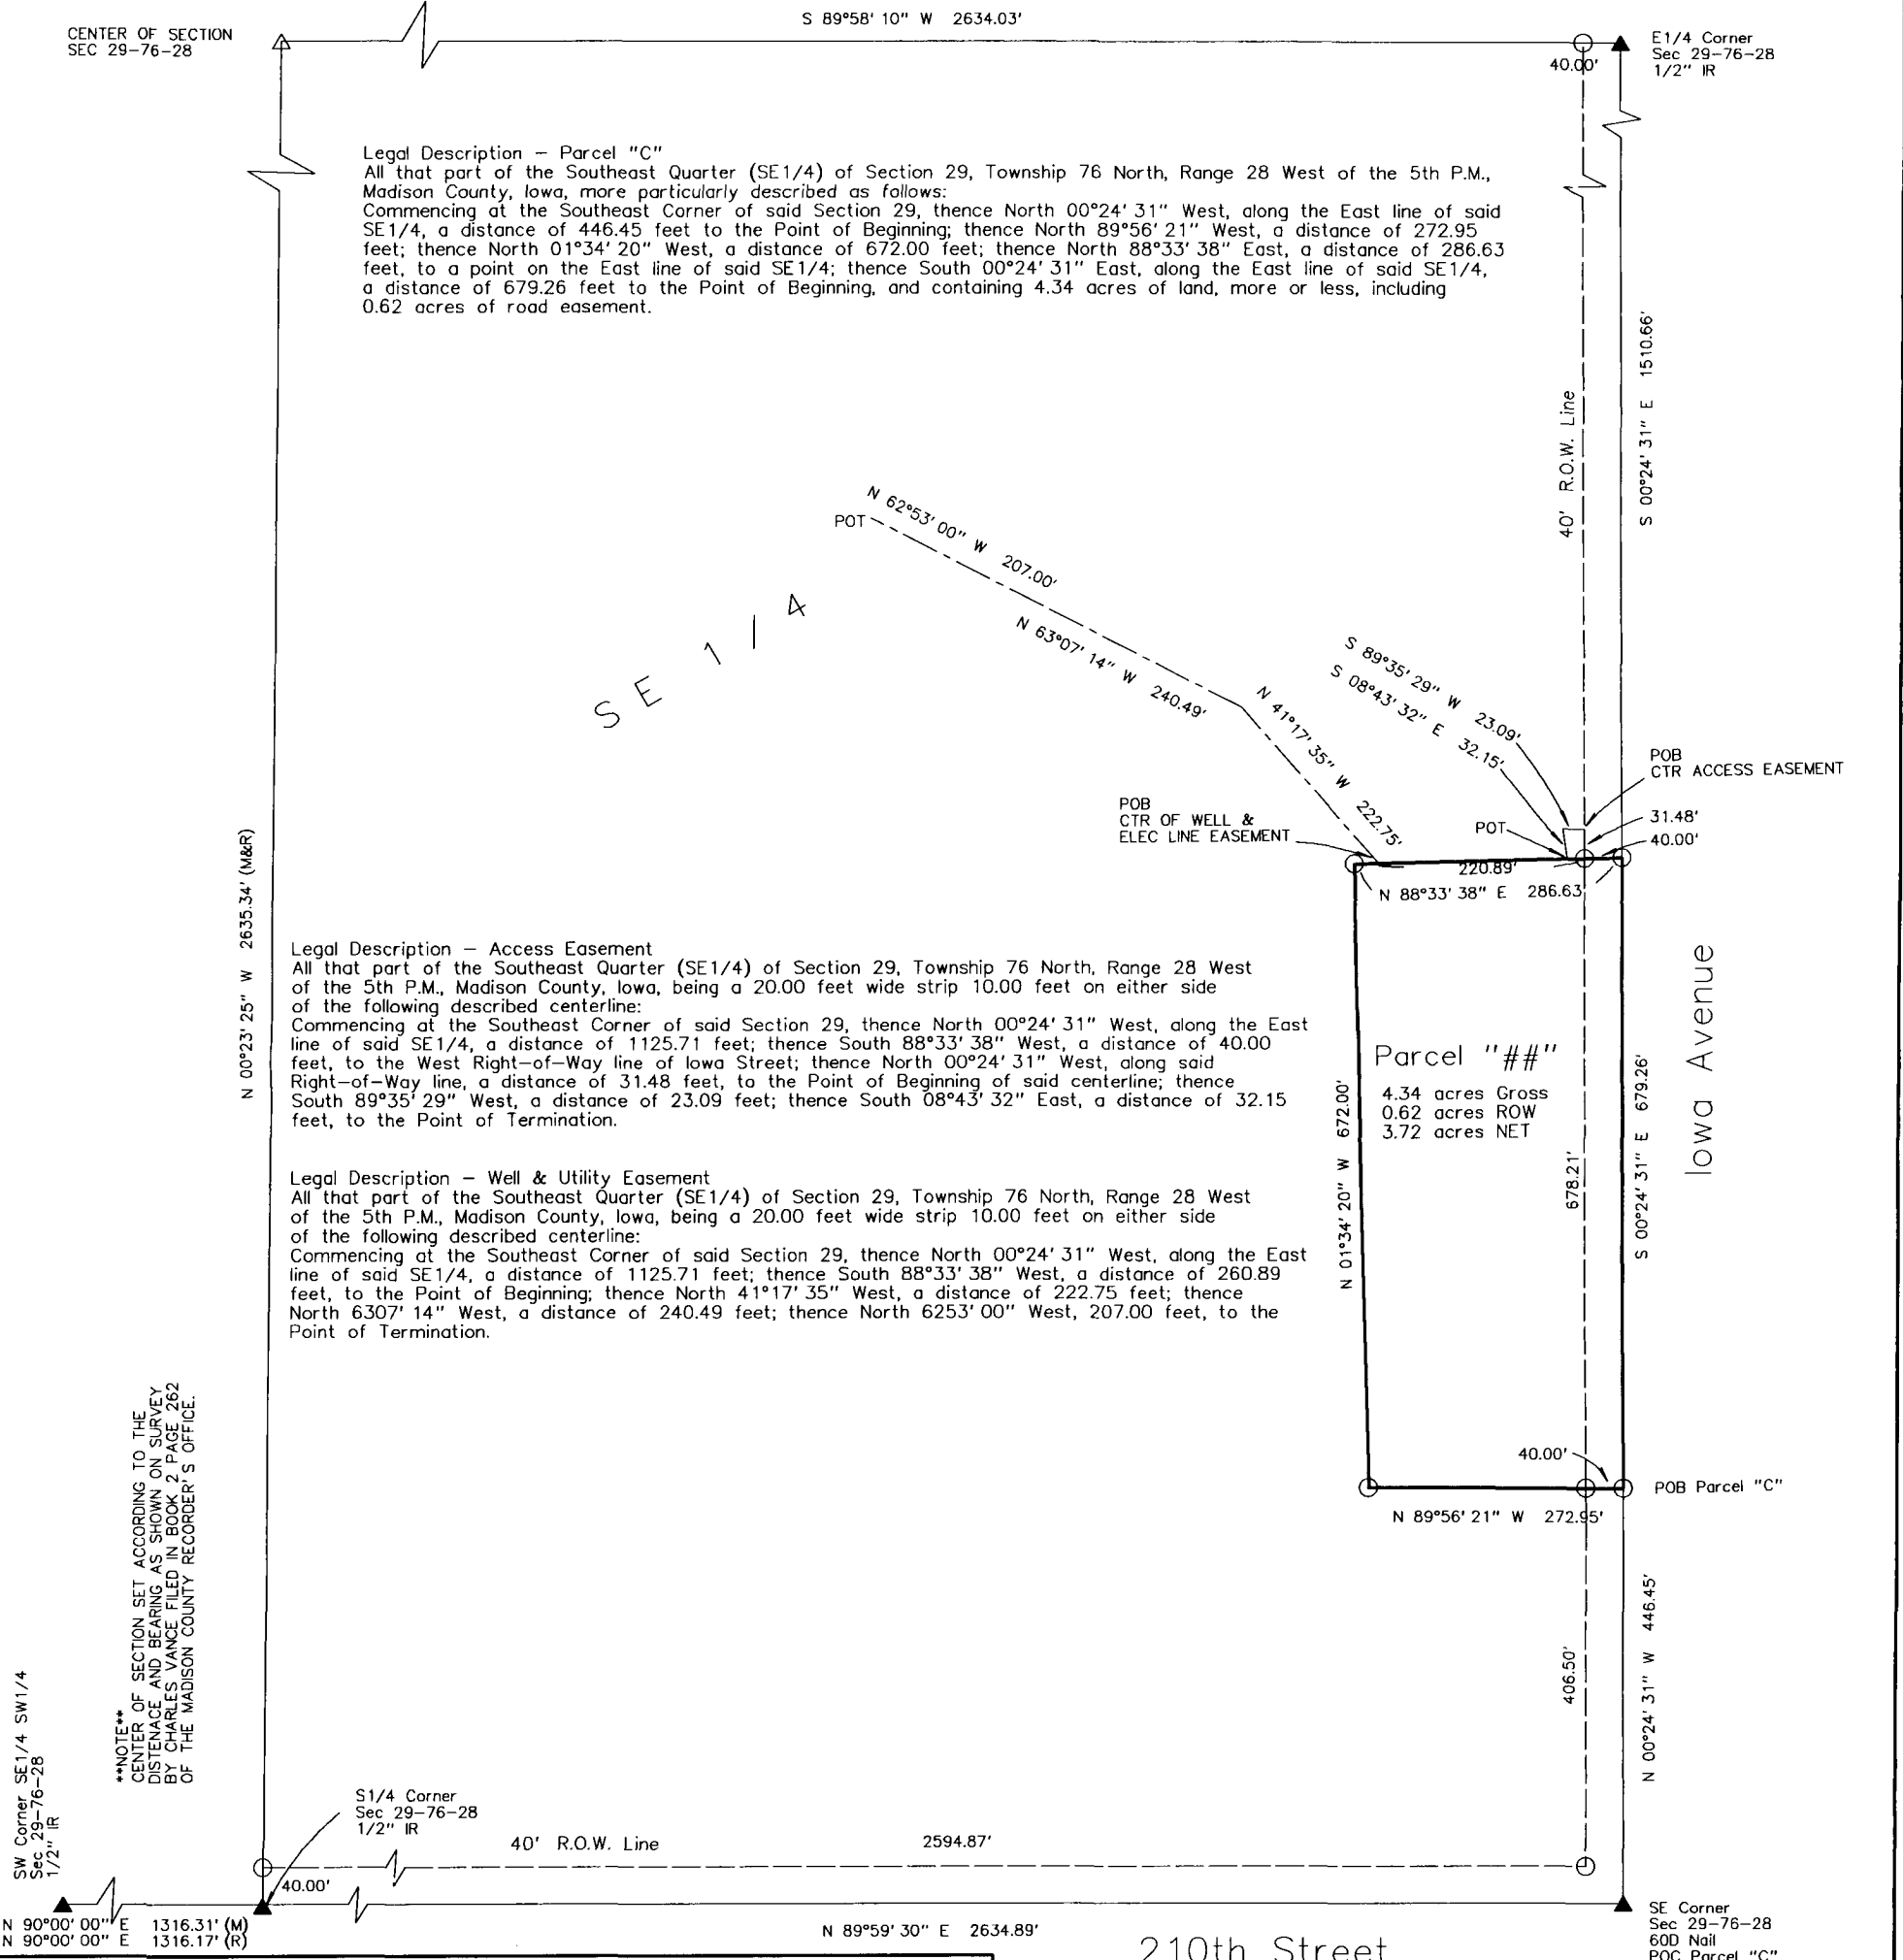 S 89°58' 10" W 2634.03'
CENTER OF SECTION
SEC 29-76-28
E1/4 Corner
Sec 29-76-28
1/2" IR
40.00'
Legal Description - Parcel "C"
All that part of the Southeast Quarter (SE1/4) of Section 29, Township 76 North, Range 28 West of the 5th P.M.,
Madison County, Iowa, more particularly described as follows:
Commencing at the Southeast Corner of said Section 29, thence North 00°24' 31" West, along the East line of said
SE1/4, a distance of 446.45 feet to the Point of Beginning; thence North 89°56' 21" West, a distance of 272.95
feet; thence North 01°34' 20" West, a distance of 672.00 feet; thence North 88°33' 38" East, a distance of 286.63
feet, to a point on the East line of said SE1/4; thence South 00°24' 31" East, along the East line of said SE1/4,
a distance of 679.26 feet to the Point of Beginning, and containing 4.34 acres of land, more or less, including
0.62 acres of road easement.
S 00°24' 31" E 1510.66'
40' R.O.W. Line
N 62°53' 00" W 207.00'
POT
SE 1/4
N 63°07' 14" W 240.49'
N 41°17' 35" W 222.75'
S 89°35' 29" W 23.09'
S 08°43' 32" E 32.15'
POB
CTR ACCESS EASEMENT
POB
CTR OF WELL &
ELEC LINE EASEMENT
POT
31.48'
40.00'
220.89'
N 88°33' 38" E 286.63
N 00°23' 25" W 2635.34' (M&R)
Legal Description - Access Easement
All that part of the Southeast Quarter (SE1/4) of Section 29, Township 76 North, Range 28 West
of the 5th P.M., Madison County, Iowa, being a 20.00 feet wide strip 10.00 feet on either side
of the following described centerline:
Commencing at the Southeast Corner of said Section 29, thence North 00°24' 31" West, along the East
line of said SE1/4, a distance of 1125.71 feet; thence South 88°33' 38" West, a distance of 40.00
feet, to the West Right-of-Way line of Iowa Street; thence North 00°24' 31" West, along said
Right-of-Way line, a distance of 31.48 feet, to the Point of Beginning of said centerline; thence
South 89°35' 29" West, a distance of 23.09 feet; thence South 08°43' 32" East, a distance of 32.15
feet, to the Point of Termination.
Legal Description - Well & Utility Easement
All that part of the Southeast Quarter (SE1/4) of Section 29, Township 76 North, Range 28 West
of the 5th P.M., Madison County, Iowa, being a 20.00 feet wide strip 10.00 feet on either side
of the following described centerline:
Commencing at the Southeast Corner of said Section 29, thence North 00°24' 31" West, along the East
line of said SE1/4, a distance of 1125.71 feet; thence South 88°33' 38" West, a distance of 260.89
feet, to the Point of Beginning; thence North 41°17' 35" West, a distance of 222.75 feet; thence
North 6307' 14" West, a distance of 240.49 feet; thence North 6253' 00" West, 207.00 feet, to the
Point of Termination.
Parcel "##"
4.34 acres Gross
0.62 acres ROW
3.72 acres NET
N 01°34' 20" W 672.00'
678.21'
S 00°24' 31" E 679.26'
Iowa Avenue
40.00'
POB Parcel "C"
N 89°56' 21" W 272.95'
**NOTE**
CENTER OF SECTION SET ACCORDING TO THE
DISTENACE AND BEARING AS SHOWN ON SURVEY
BY CHARLES VANCE FILED IN BOOK 2 PAGE 262
OF THE MADISON COUNTY RECORDER'S OFFICE.
406.50'
N 00°24' 31" W 446.45'
SW Corner SE1/4 SW1/4
Sec 29-76-28
1/2" IR
S1/4 Corner
Sec 29-76-28
1/2" IR
40' R.O.W. Line
2594.87'
40.00'
N 90°00' 00" E 1316.31' (M)
N 90°00' 00" E 1316.17' (R)
N 89°59' 30" E 2634.89'
210th Street
SE Corner
Sec 29-76-28
60D Nail
POC Parcel "C"